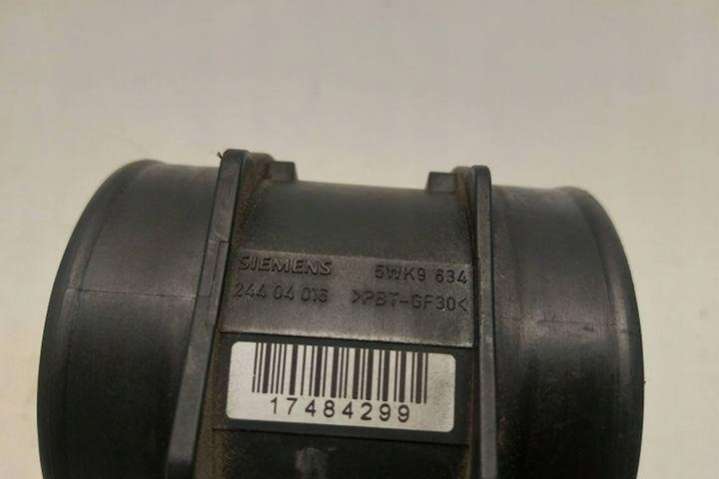 SIEMENS 5WK9 634
244 04 016 >PBT-GF30<
17484299